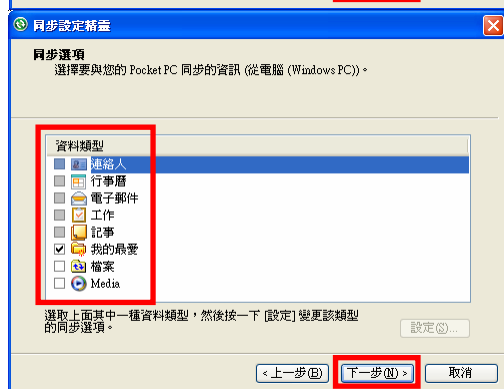 同步設定精靈
同步選項
選擇要與您的 Pocket PC 同步的資訊 (從電腦 (Windows PC))。
資料類型
連絡人
行事曆
電子郵件
工作
記事
我的最愛
檔案
Media
選取上面其中一種資料類型，然後按一下 [設定] 變更該類型
的同步選項。
設定(S)...
<上一步(B) 下一步(N) > 取消